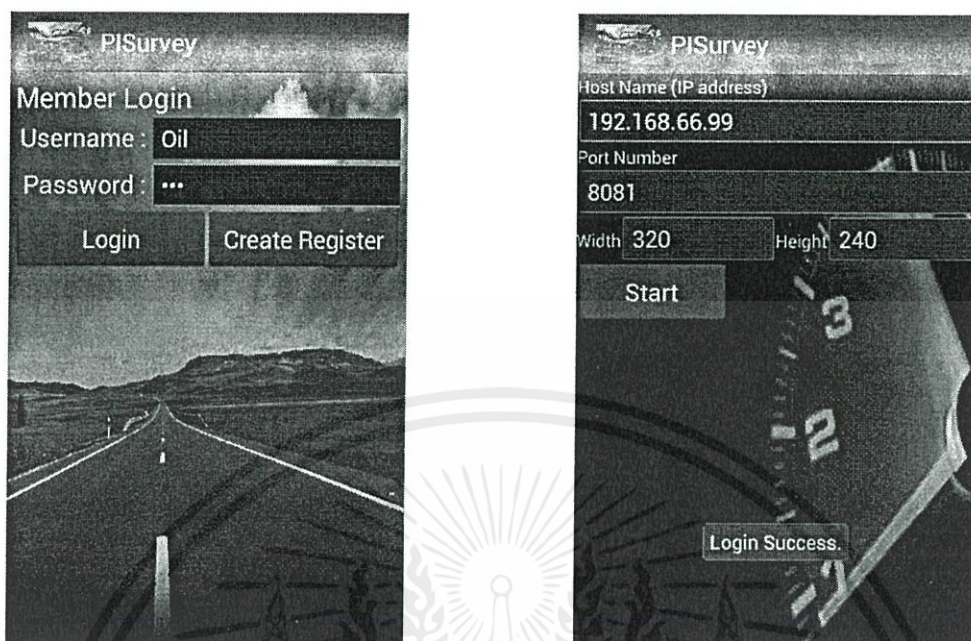 PISurvey
Member Login
Username : Oil
Password : •••
Login Create Register
PISurvey
Host Name (IP address)
192.168.66.99
Port Number
8081
Width 320 Height 240
Start
3
2
1
Login Success.